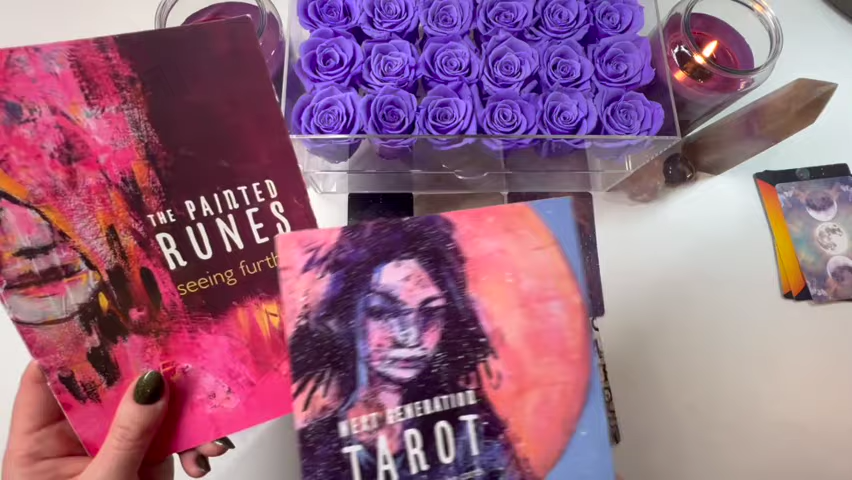 THE PAINTED
RUNES
seeing furth
NEXT GENERATION
TAROT